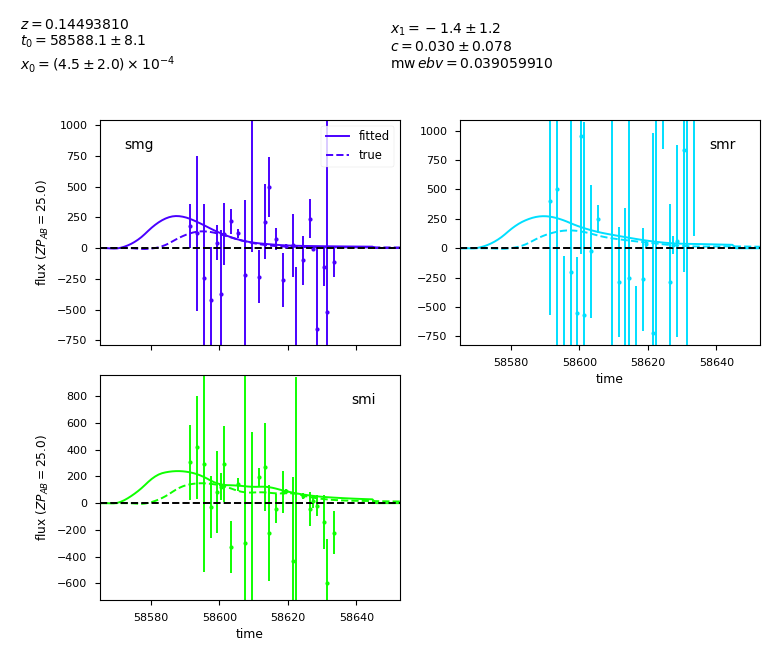 z = 0.14493810
t₀ = 58588.1 ± 8.1
x₀ = (4.5 ± 2.0) × 10⁻⁴
x₁ = −1.4 ± 1.2
c = 0.030 ± 0.078
mw ebv = 0.039059910
smg
fitted
true
1000
750
500
250
0
−250
−500
−750
flux (ZP_AB = 25.0)
smr
1000
750
500
250
0
−250
−500
−750
58580 58600 58620 58640
time
smi
800
600
400
200
0
−200
−400
−600
flux (ZP_AB = 25.0)
58580 58600 58620 58640
time